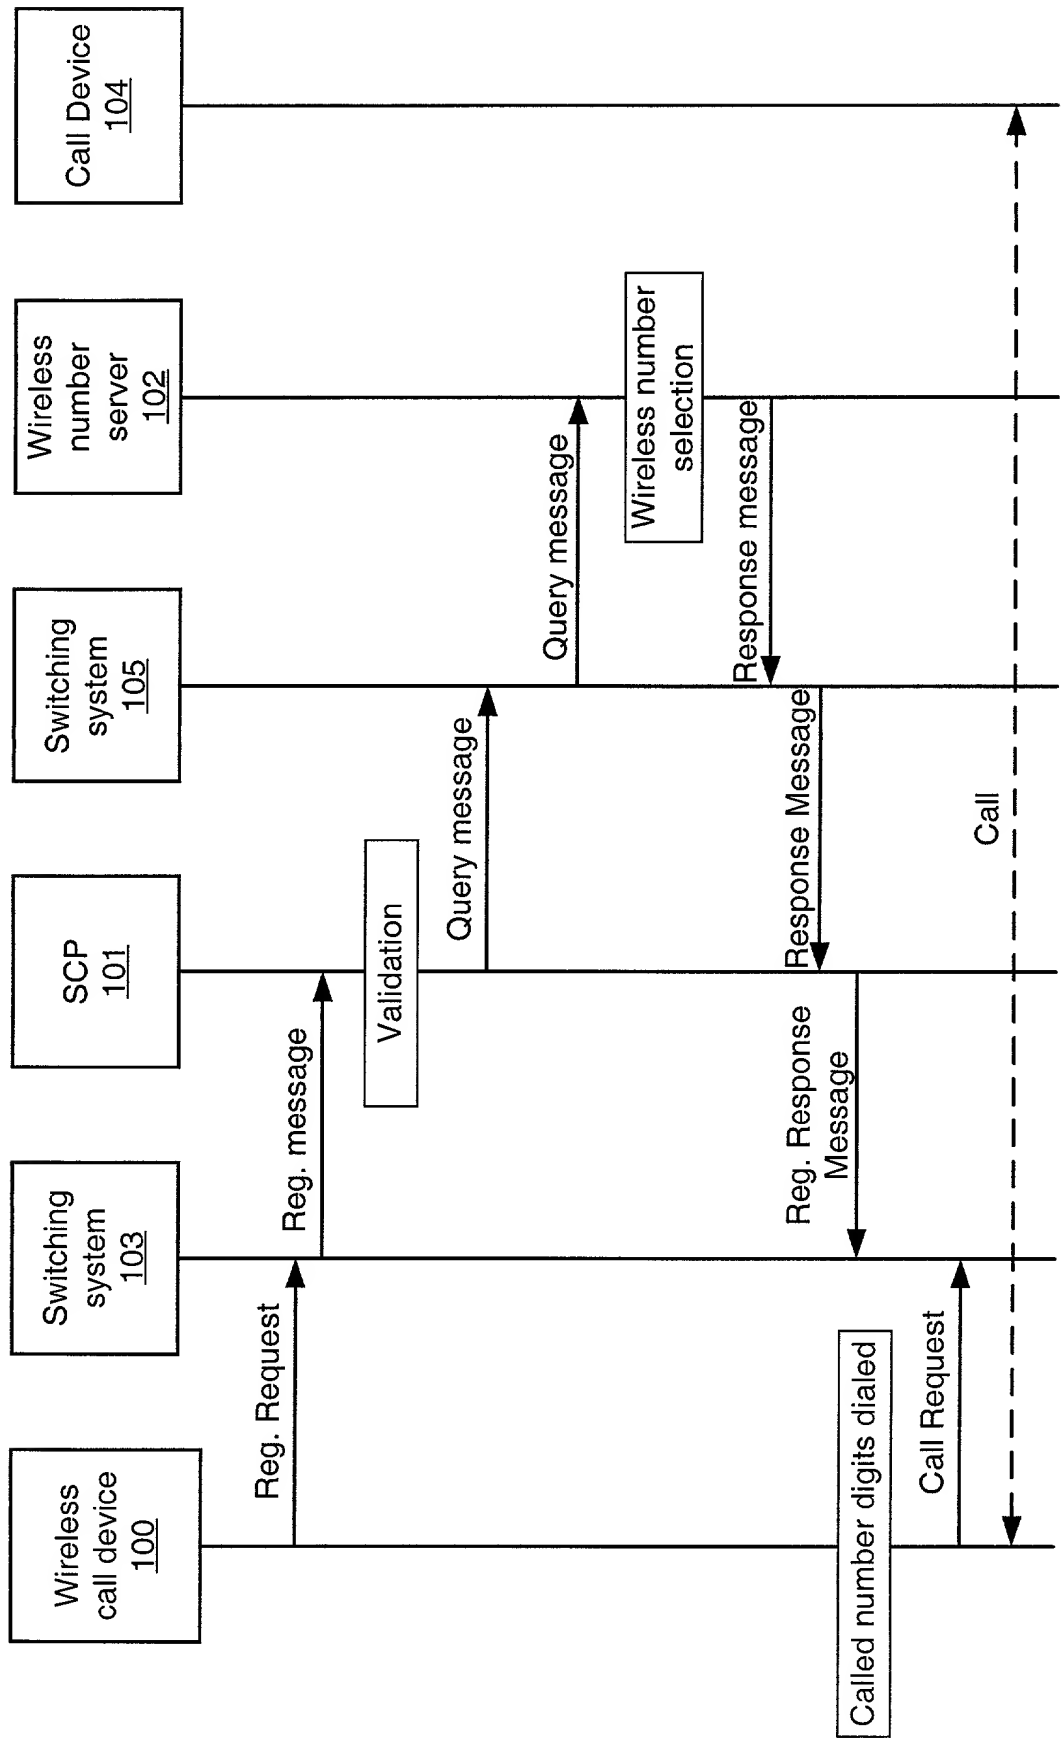 Wireless
call device
100
Switching
system
103
SCP
101
Switching
system
105
Wireless
number
server
102
Call Device
104
Reg. Request
Reg. message
Validation
Query message
Query message
Wireless number
selection
Response message
Response Message
Reg. Response
Message
Called number digits dialed
Call Request
Call